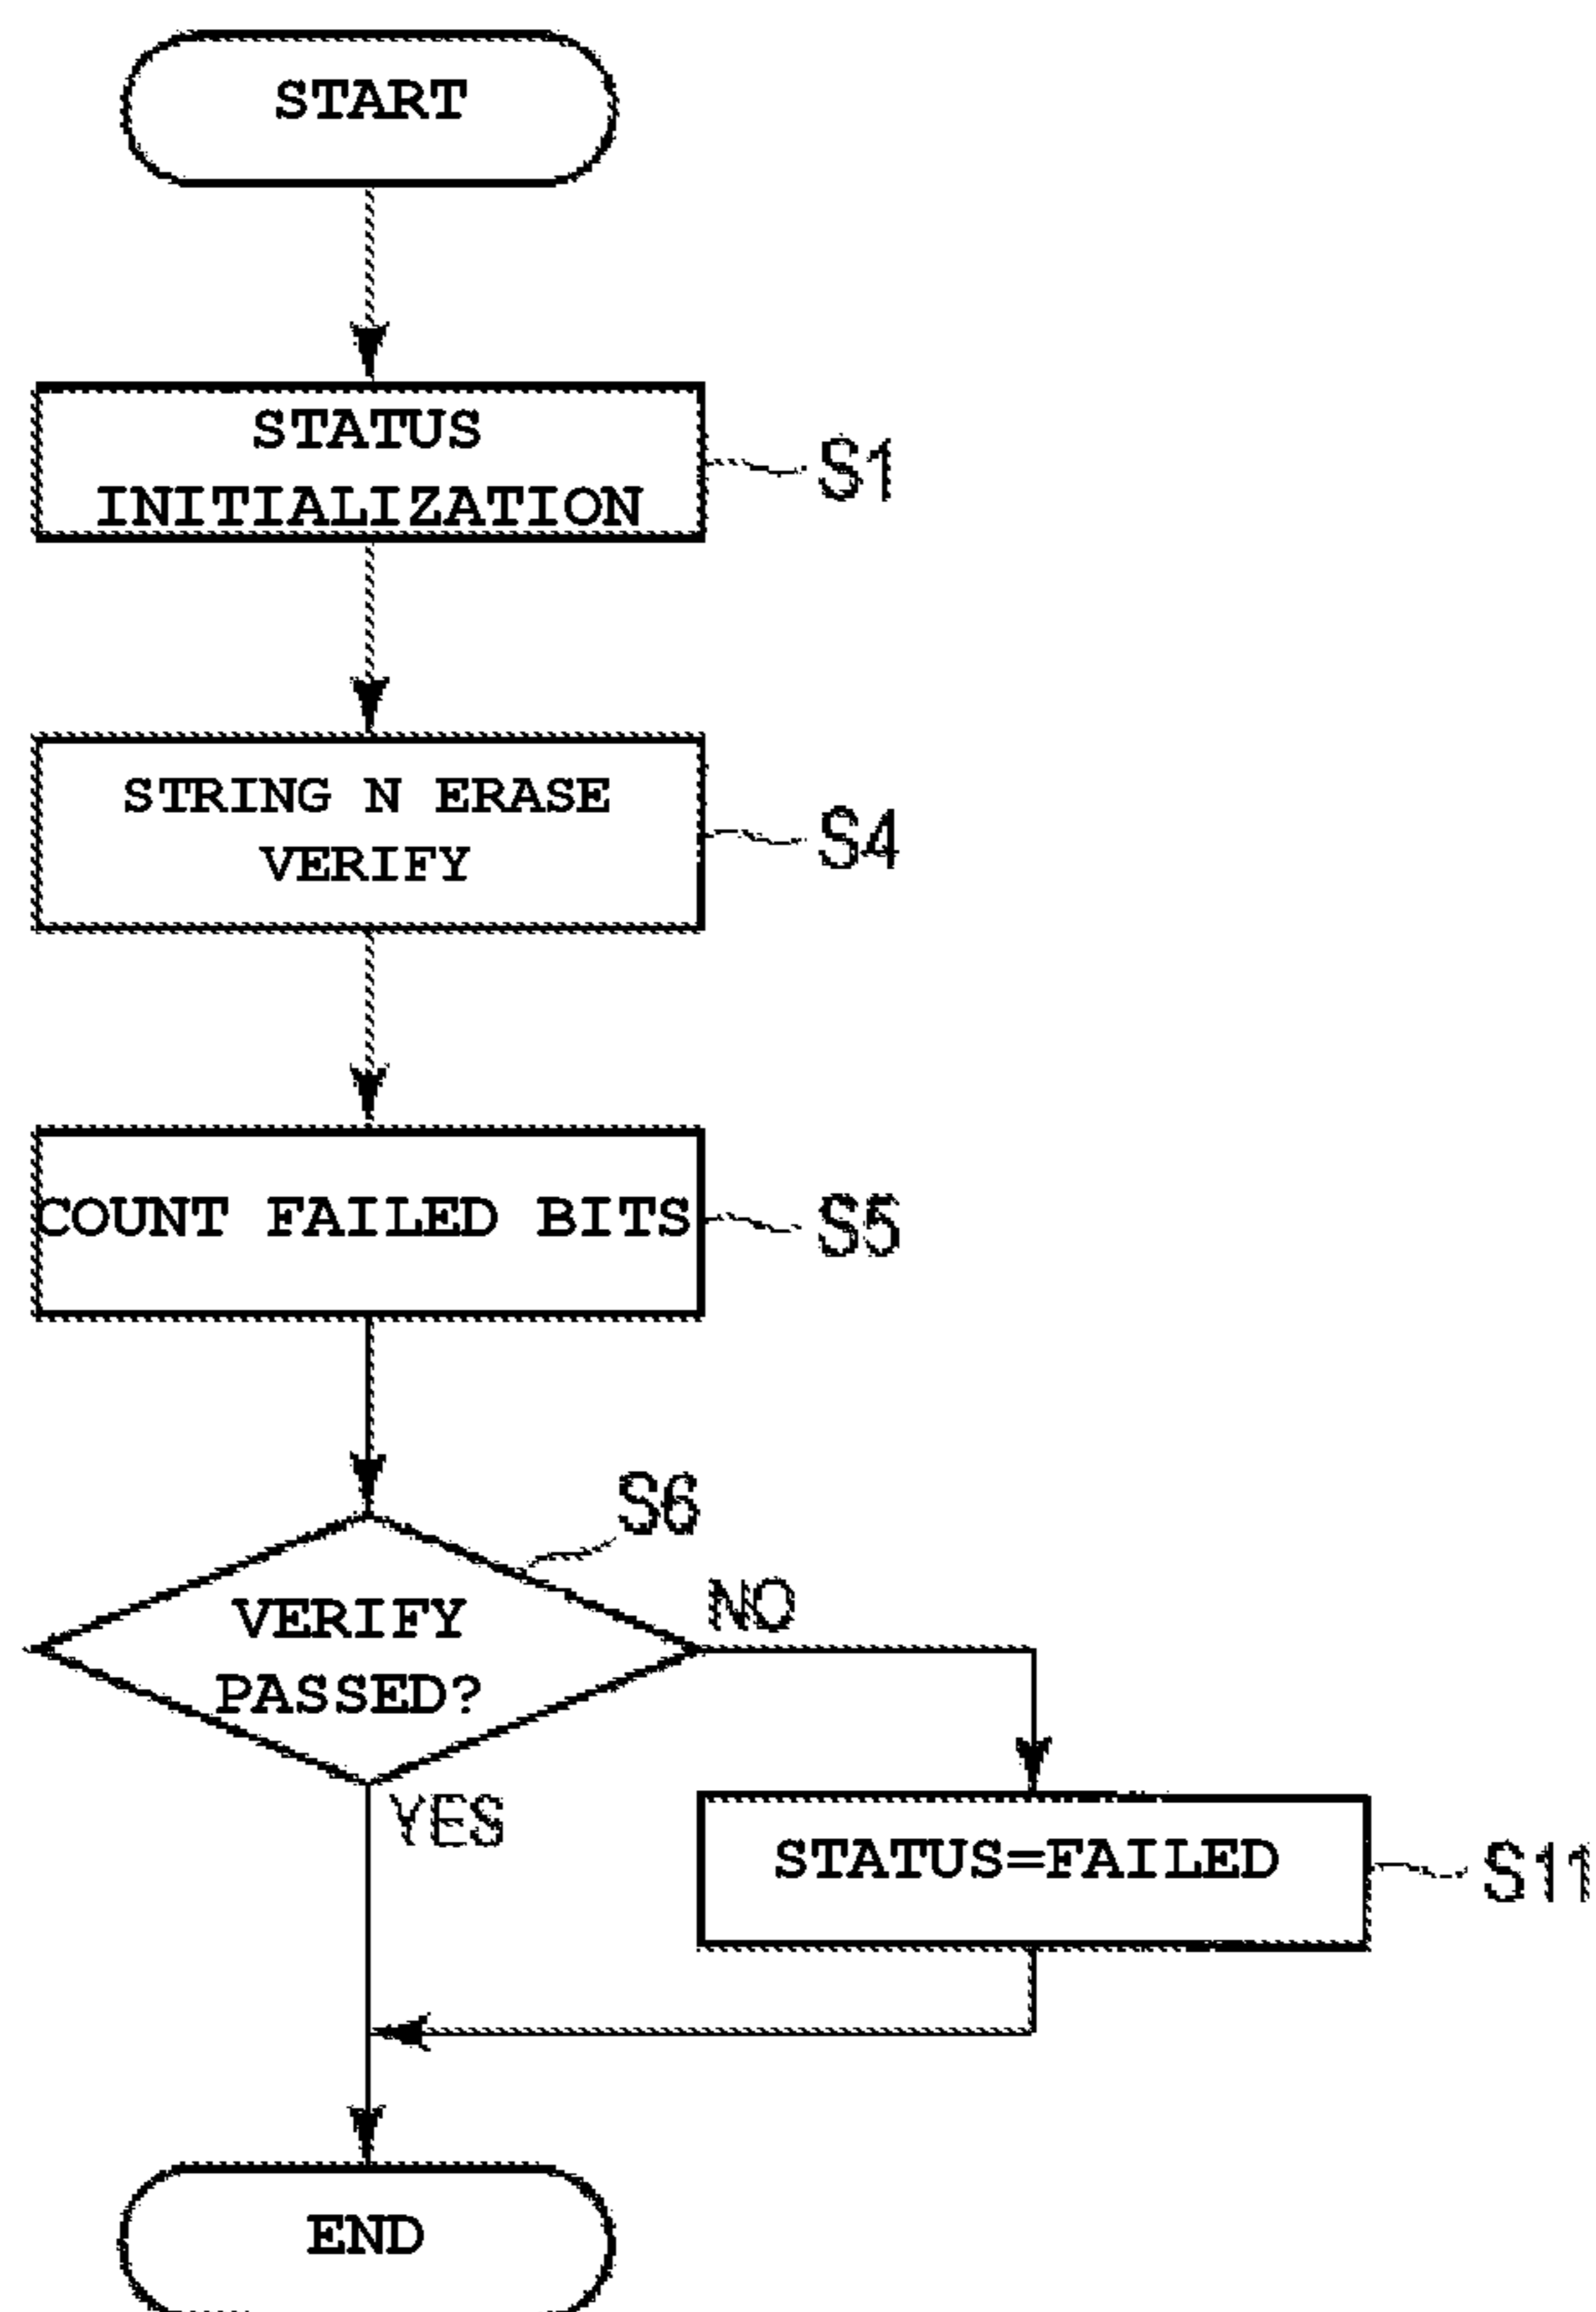 START
STATUS
INITIALIZATION
S1
STRING N ERASE
VERIFY
S4
COUNT FAILED BITS
S5
S6
VERIFY
PASSED?
NO
YES
STATUS=FAILED
S11
END